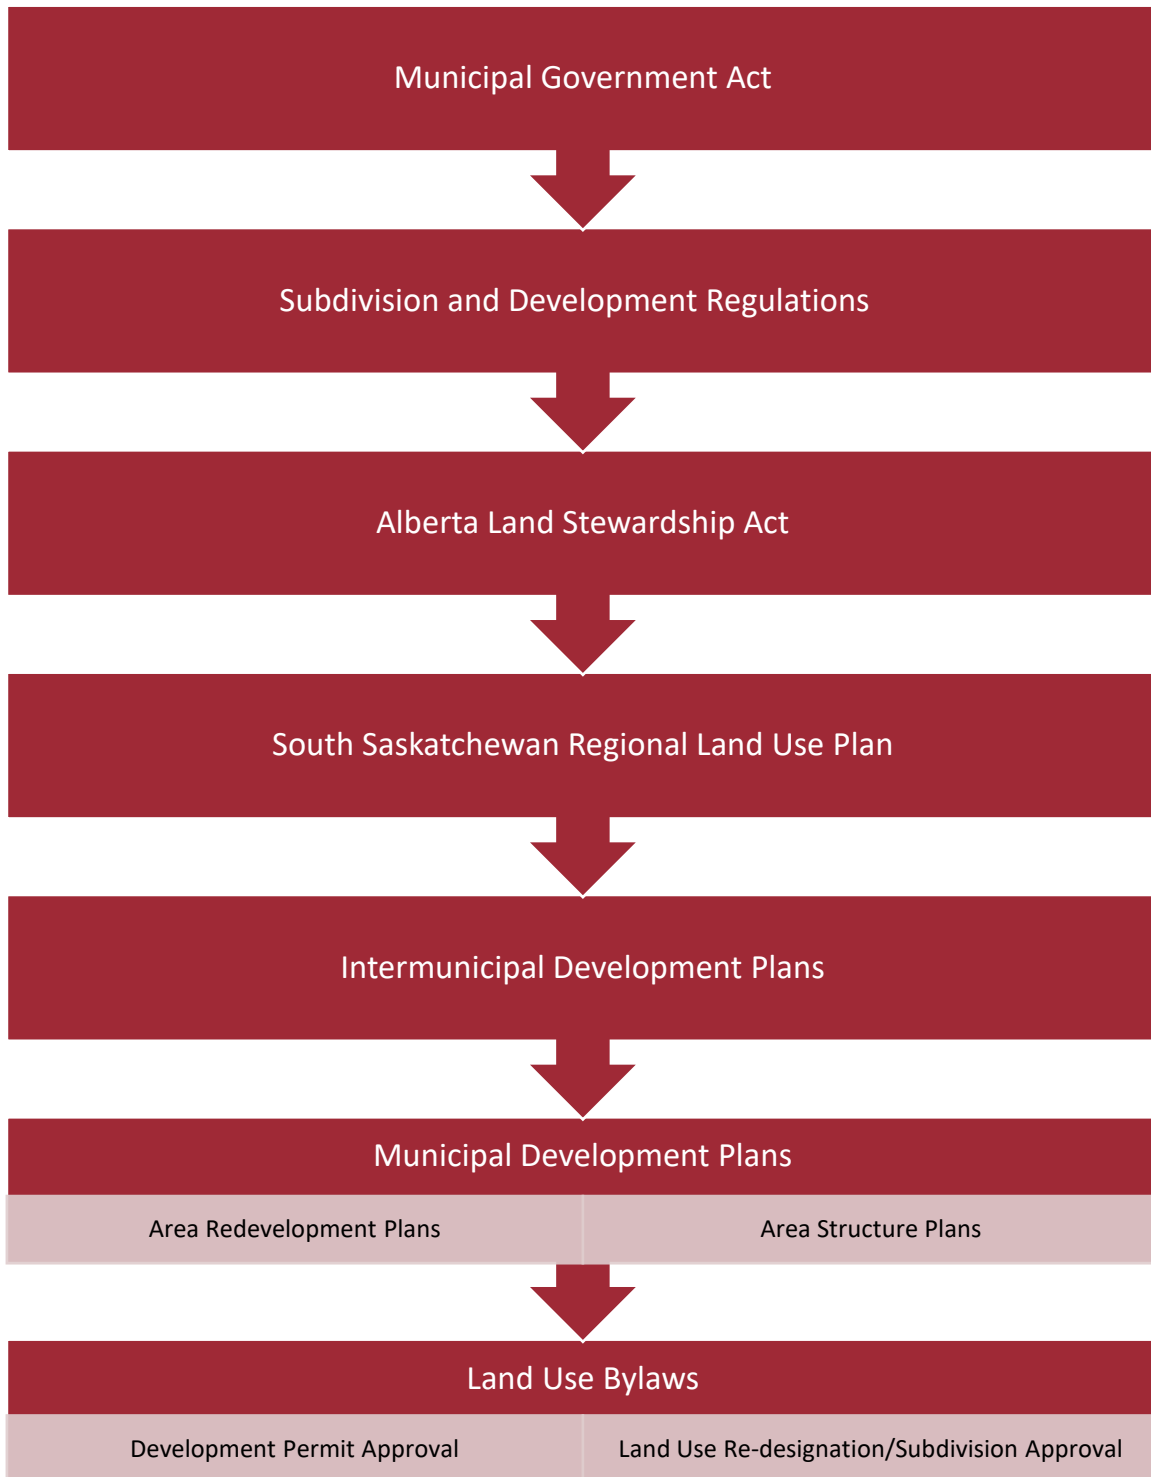 Municipal Government Act
Subdivision and Development Regulations
Alberta Land Stewardship Act
South Saskatchewan Regional Land Use Plan
Intermunicipal Development Plans
Municipal Development Plans
Area Redevelopment Plans
Area Structure Plans
Land Use Bylaws
Development Permit Approval
Land Use Re-designation/Subdivision Approval